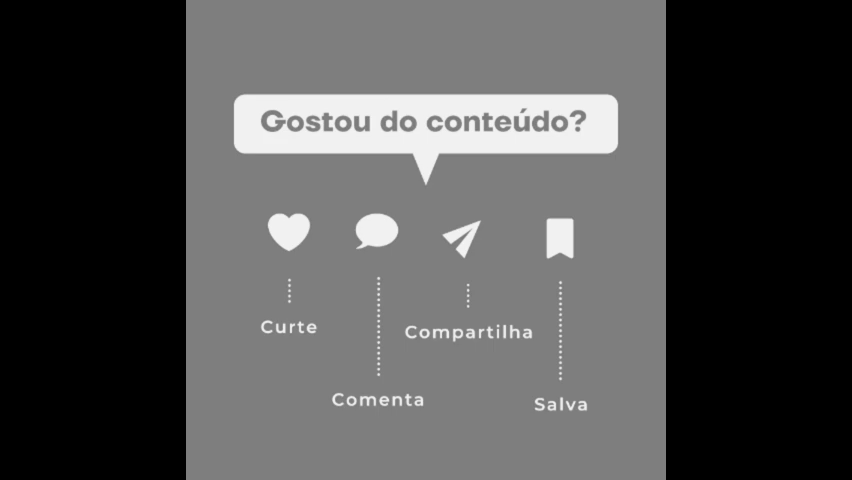 Gostou do conteúdo?
Curte
Comenta
Compartilha
Salva